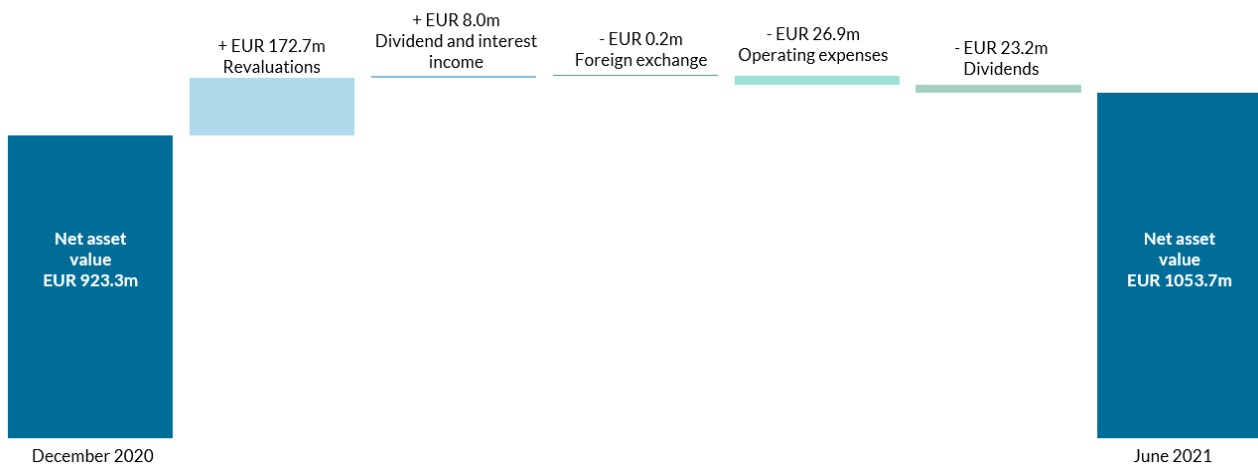 + EUR 172.7m
Revaluations
+ EUR 8.0m
Dividend and interest
income
- EUR 0.2m
Foreign exchange
- EUR 26.9m
Operating expenses
- EUR 23.2m
Dividends
Net asset
value
EUR 923.3m
Net asset
value
EUR 1053.7m
December 2020
June 2021